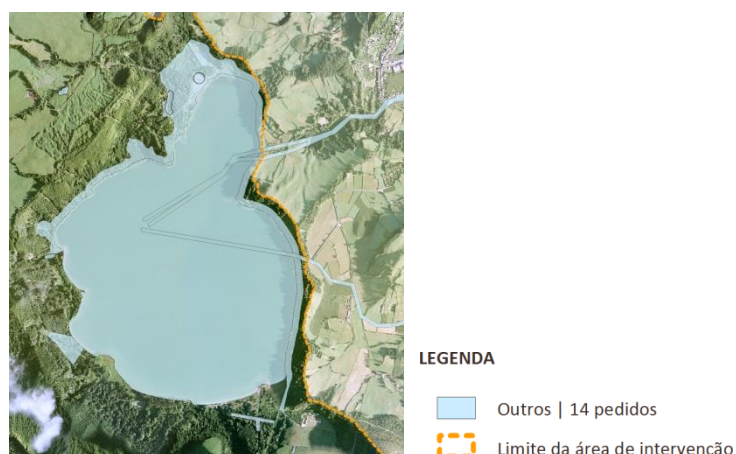 LEGENDA
Outros | 14 pedidos
Limite da área de intervenção